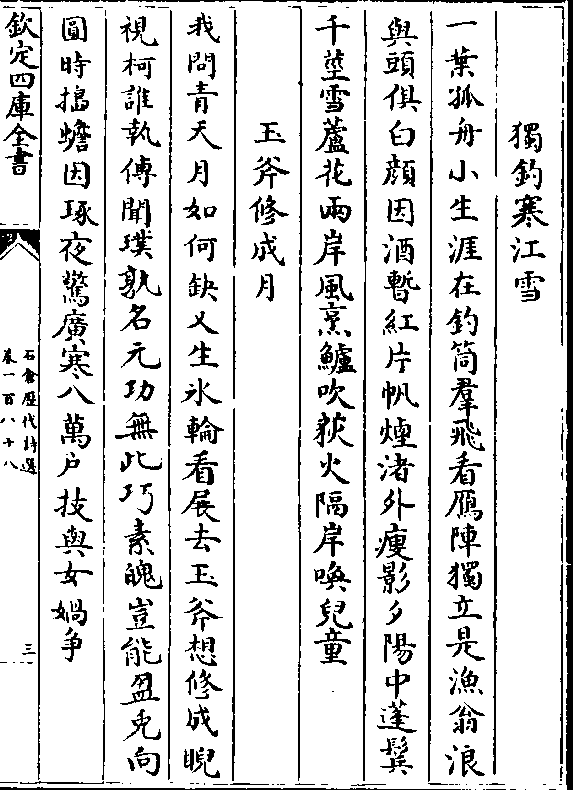 獨釣寒江雪
一葉孤舟小生涯在釣筒羣飛看鴈陣獨立是漁翁浪
與頭俱白顔因酒暫紅片帆煙渚外瘦影夕陽中蓬鬂
千莖雪蘆花兩岸風烹鱸吹荻火隔岸喚兒童
玉斧修成月
我問青天月如何缺又生氷輪看展去玉斧想修成睨
視柯誰執傳聞璞孰名元功無此巧素魄豈能盈兎向
圓時搗蟾因琢夜驚廣寒八萬户技與女媧争
欽定四庫全書
石倉歴代詩選
卷一百八十八
三